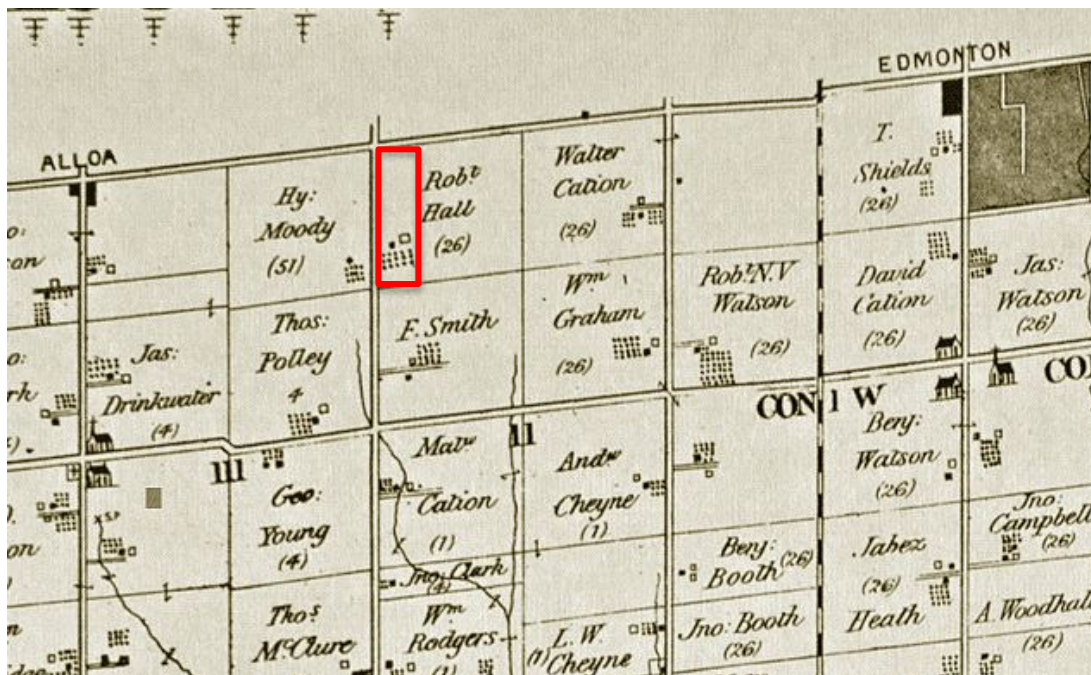 EDMONTON
ALLOA
Hy:
Moody
(51)
Robt
Hall
(26)
Walter
Cation
(26)
T.
Shields
(26)
Thos:
Polley
4
F. Smith
Wm
Graham
(26)
Robt. N. V
Watson
(26)
David
Cation
(26)
Jas:
Watson
(26)
Jas:
Drinkwater
(4)
CON I W
CO
III
II
Geo:
Young
(4)
Malw
Cation
(1)
Andw
Cheyne
(1)
Benj:
Watson
(26)
S.P
Jno: Clark
(4)
Benj:
Booth (26)
Jabez
(26)
Heath
Jno:
Campbell
(26)
Thos
McClure
Wm
Rodgers
(1)
L. W.
(1) Cheyne
Jno: Booth
(26)
A. Woodhal
(26)